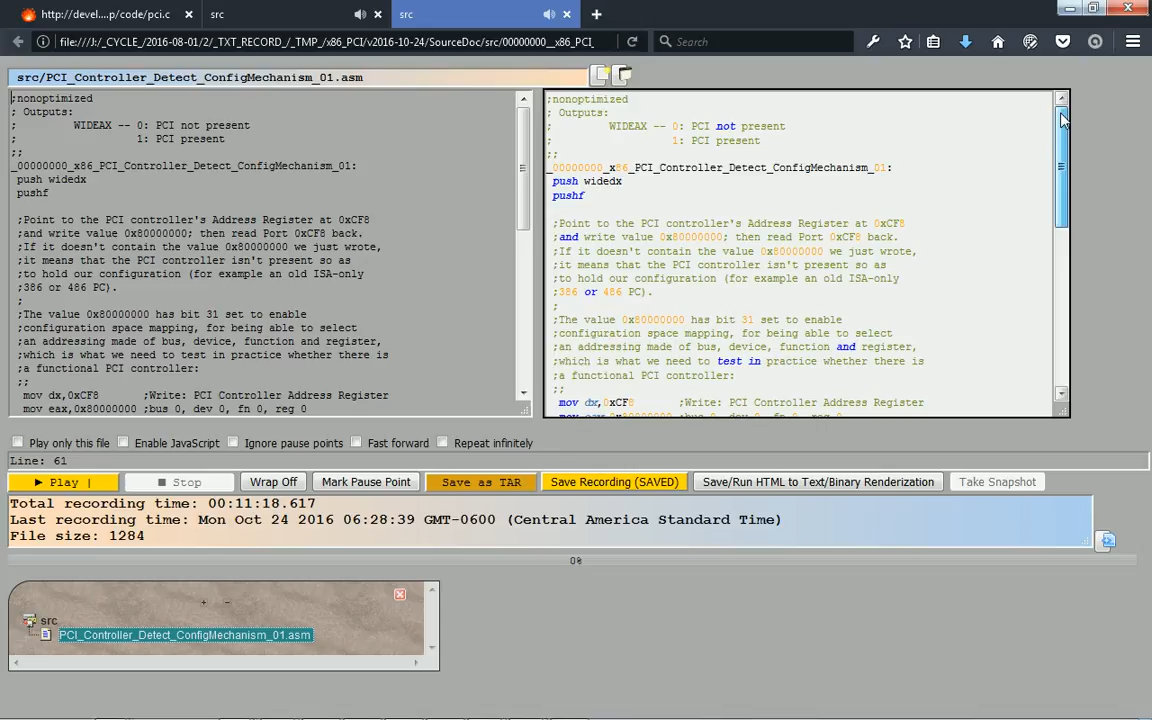 http://devel....p/code/pci.c
src
src
file:///J:/_CYCLE_/2016-08-01/2/_TXT_RECORD_/_TMP_/x86_PCI/v2016-10-24/SourceDoc/src/00000000__x86_PCI_
Search
src/PCI_Controller_Detect_ConfigMechanism_01.asm
;nonoptimized
; Outputs:
; WIDEAX -- 0: PCI not present
; 1: PCI present
;;
_00000000_x86_PCI_Controller_Detect_ConfigMechanism_01:
push widedx
pushf
;Point to the PCI controller's Address Register at 0xCF8
;and write value 0x80000000; then read Port 0xCF8 back.
;If it doesn't contain the value 0x80000000 we just wrote,
;it means that the PCI controller isn't present so as
;to hold our configuration (for example an old ISA-only
;386 or 486 PC).
;
;The value 0x80000000 has bit 31 set to enable
;configuration space mapping, for being able to select
;an addressing made of bus, device, function and register,
;which is what we need to test in practice whether there is
;a functional PCI controller:
;;
mov dx,0xCF8 ;Write: PCI Controller Address Register
mov eax,0x80000000 ;bus 0, dev 0, fn 0, reg 0
;nonoptimized
; Outputs:
; WIDEAX -- 0: PCI not present
; 1: PCI present
;;
_00000000_x86_PCI_Controller_Detect_ConfigMechanism_01:
push widedx
pushf
;Point to the PCI controller's Address Register at 0xCF8
;and write value 0x80000000; then read Port 0xCF8 back.
;If it doesn't contain the value 0x80000000 we just wrote,
;it means that the PCI controller isn't present so as
;to hold our configuration (for example an old ISA-only
;386 or 486 PC).
;
;The value 0x80000000 has bit 31 set to enable
;configuration space mapping, for being able to select
;an addressing made of bus, device, function and register,
;which is what we need to test in practice whether there is
;a functional PCI controller:
;;
mov dx,0xCF8 ;Write: PCI Controller Address Register
mov eax,0x80000000 ;bus 0, dev 0, fn 0, reg 0
Play only this file Enable JavaScript Ignore pause points Fast forward Repeat infinitely
Line: 61
Play | Stop Wrap Off Mark Pause Point Save as TAR Save Recording (SAVED) Save/Run HTML to Text/Binary Renderization Take Snapshot
Total recording time: 00:11:18.617
Last recording time: Mon Oct 24 2016 06:28:39 GMT-0600 (Central America Standard Time)
File size: 1284
0%
+ -
src
PCI_Controller_Detect_ConfigMechanism_01.asm